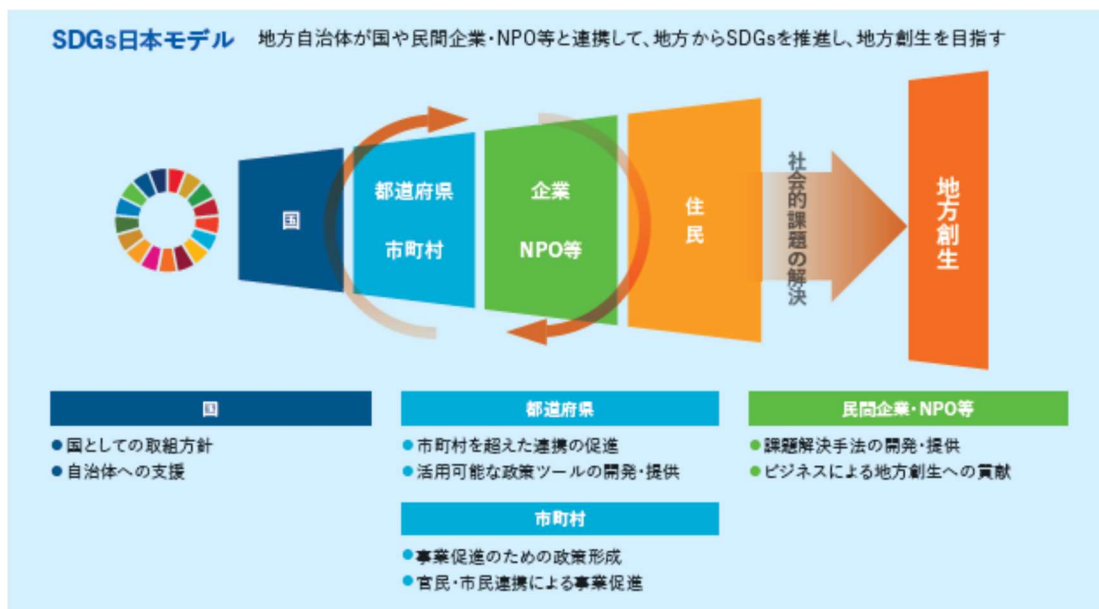 SDGs日本モデル 地方自治体が国や民間企業・NPO等と連携して、地方からSDGsを推進し、地方創生を目指す
国
都道府県
市町村
企業
NPO等
住民
社会的課題の解決
地方創生
国
●国としての取組方針
●自治体への支援
都道府県
●市町村を超えた連携の促進
●活用可能な政策ツールの開発・提供
市町村
●事業促進のための政策形成
●官民・市民連携による事業促進
民間企業・NPO等
●課題解決手法の開発・提供
●ビジネスによる地方創生への貢献